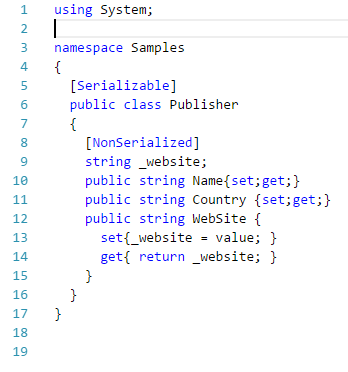 1 using System;
2
3 namespace Samples
4 {
5   [Serializable]
6   public class Publisher
7   {
8     [NonSerialized]
9     string _website;
10     public string Name{set;get;}
11     public string Country {set;get;}
12     public string WebSite {
13       set{_website = value; }
14       get{ return _website; }
15     }
16   }
17 }
18
19